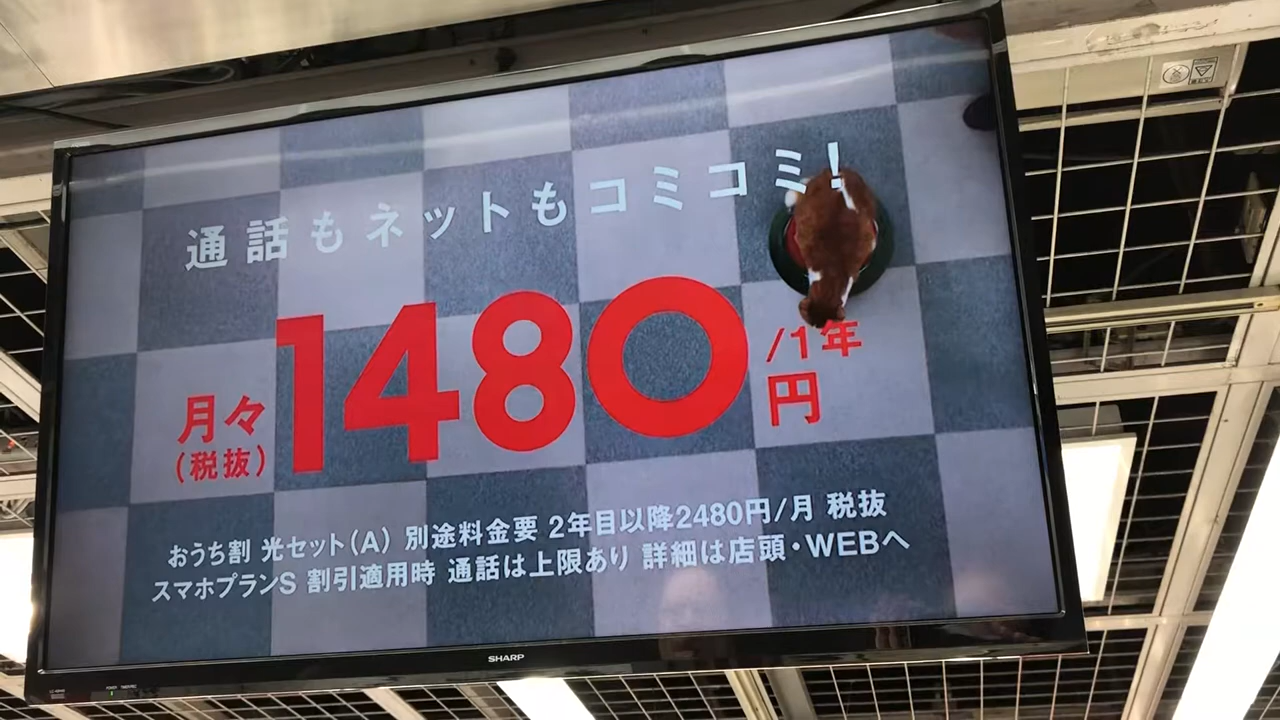 通話もネットもコミコミ!
月々
(税抜)
1480
/1年
円
おうち割 光セット(A) 別途料金要 2年目以降2480円/月 税抜
スマホプランS 割引適用時 通話は上限あり 詳細は店頭・WEBへ
SHARP